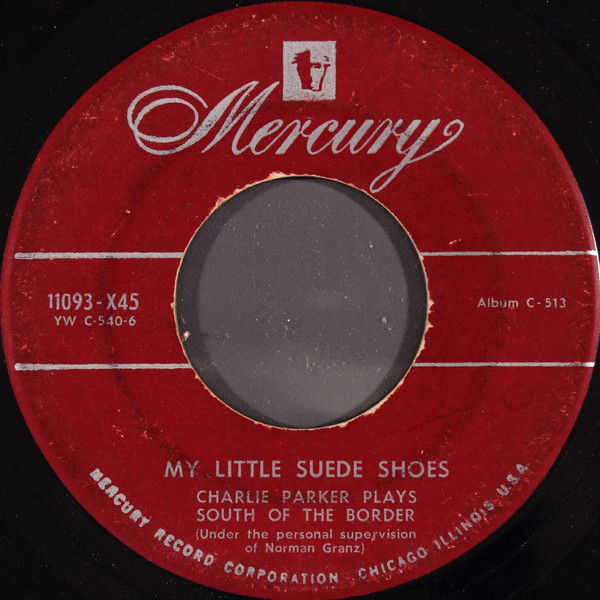 Mercury
11093-X45
YW C-540-6
Album C-513
MY LITTLE SUEDE SHOES
CHARLIE PARKER PLAYS
SOUTH OF THE BORDER
(Under the personal supervision
of Norman Granz)
MERCURY RECORD CORPORATION - CHICAGO ILLINOIS U.S.A.